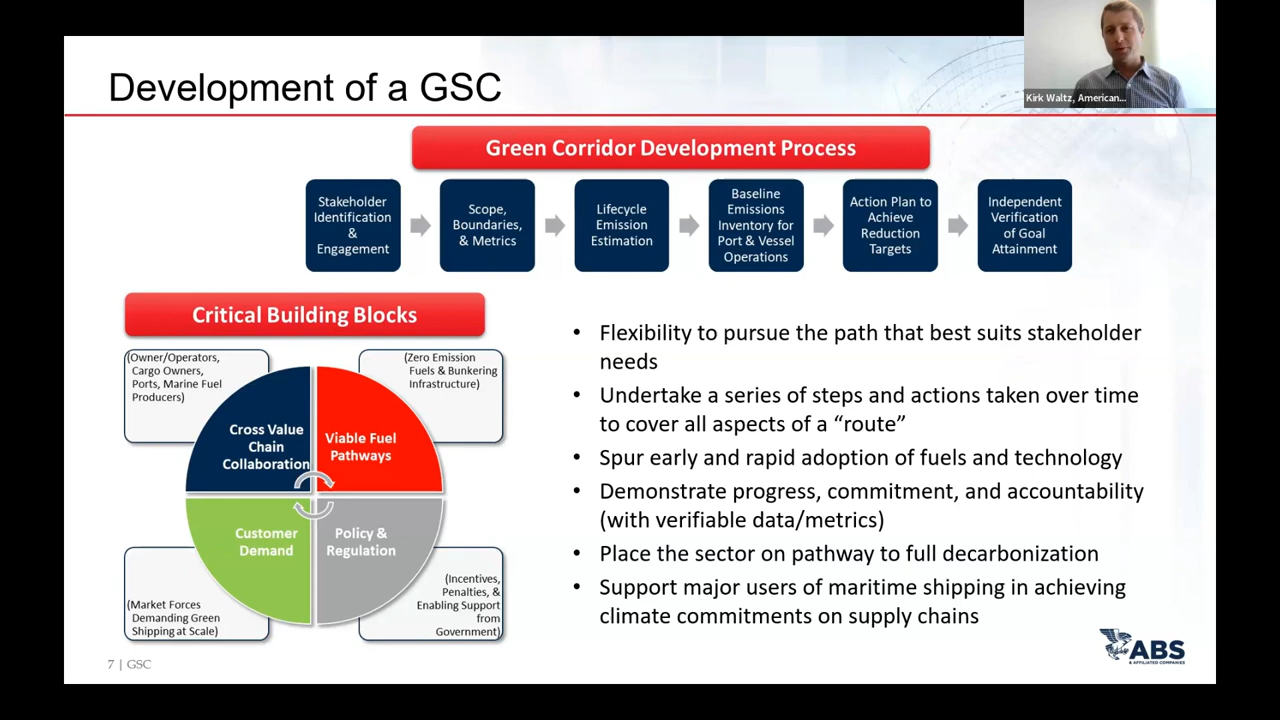 Development of a GSC
Kirk Waltz, American...
Green Corridor Development Process
Stakeholder
Identification
&
Engagement
Scope,
Boundaries,
& Metrics
Lifecycle
Emission
Estimation
Baseline
Emissions
Inventory for
Port & Vessel
Operations
Action Plan to
Achieve
Reduction
Targets
Independent
Verification
of Goal
Attainment
Critical Building Blocks
(Owner/Operators,
Cargo Owners,
Ports, Marine Fuel
Producers)
(Zero Emission
Fuels & Bunkering
Infrastructure)
Cross Value
Chain
Collaboration
Viable Fuel
Pathways
Customer
Demand
Policy &
Regulation
(Market Forces
Demanding Green
Shipping at Scale)
(Incentives,
Penalties, &
Enabling Support
from
Government)
• Flexibility to pursue the path that best suits stakeholder
needs
• Undertake a series of steps and actions taken over time
to cover all aspects of a “route”
• Spur early and rapid adoption of fuels and technology
• Demonstrate progress, commitment, and accountability
(with verifiable data/metrics)
• Place the sector on pathway to full decarbonization
• Support major users of maritime shipping in achieving
climate commitments on supply chains
7 | GSC
ABS
& AFFILIATED COMPANIES